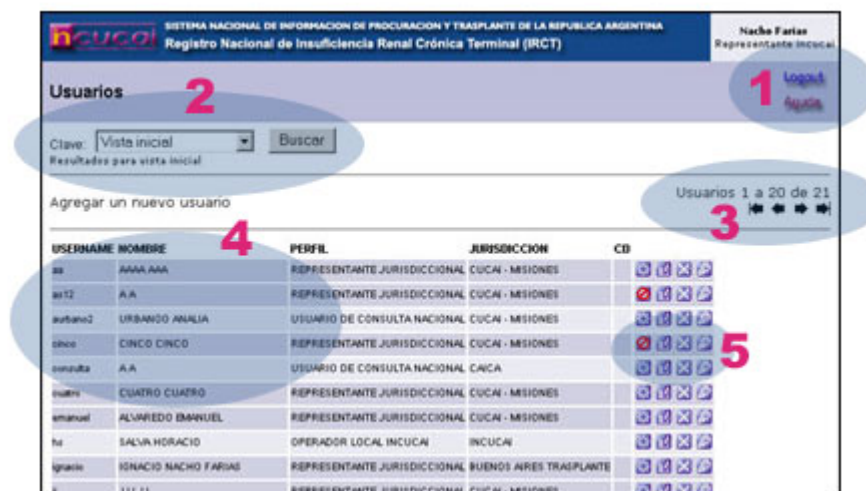 incucai
SISTEMA NACIONAL DE INFORMACION DE PROCURACION Y TRASPLANTE DE LA REPUBLICA ARGENTINA
Registro Nacional de Insuficiencia Renal Crónica Terminal (IRCT)
Nacho Farias
Representante incucai
Logout
Ayuda
1
Usuarios
2
Clave: Vista inicial Buscar
Resultados para vista inicial
Agregar un nuevo usuario
Usuarios 1 a 20 de 21
3
4
USERNAME NOMBRE PERFIL JURISDICCION CD
aa AAAA AAA REPRESENTANTE JURISDICCIONAL CUCAI - MISIONES
as12 A A REPRESENTANTE JURISDICCIONAL CUCAI - MISIONES
aurbano2 URBANOO ANALIA USUARIO DE CONSULTA NACIONAL CUCAI - MISIONES
cinco CINCO CINCO REPRESENTANTE JURISDICCIONAL CUCAI - MISIONES
5
consulta A A USUARIO DE CONSULTA NACIONAL CAICA
cuatro CUATRO CUATRO REPRESENTANTE JURISDICCIONAL CUCAI - MISIONES
emanuel ALVAREDO EMANUEL REPRESENTANTE JURISDICCIONAL CUCAI - MISIONES
SALVA HORACIO OPERADOR LOCAL INCUCAI INCUCAI
ignacio IGNACIO NACHO FARIAS REPRESENTANTE JURISDICCIONAL BUENOS AIRES TRASPLANTE
REPRESENTANTE JURISDICCIONAL CUCAI - MISIONES